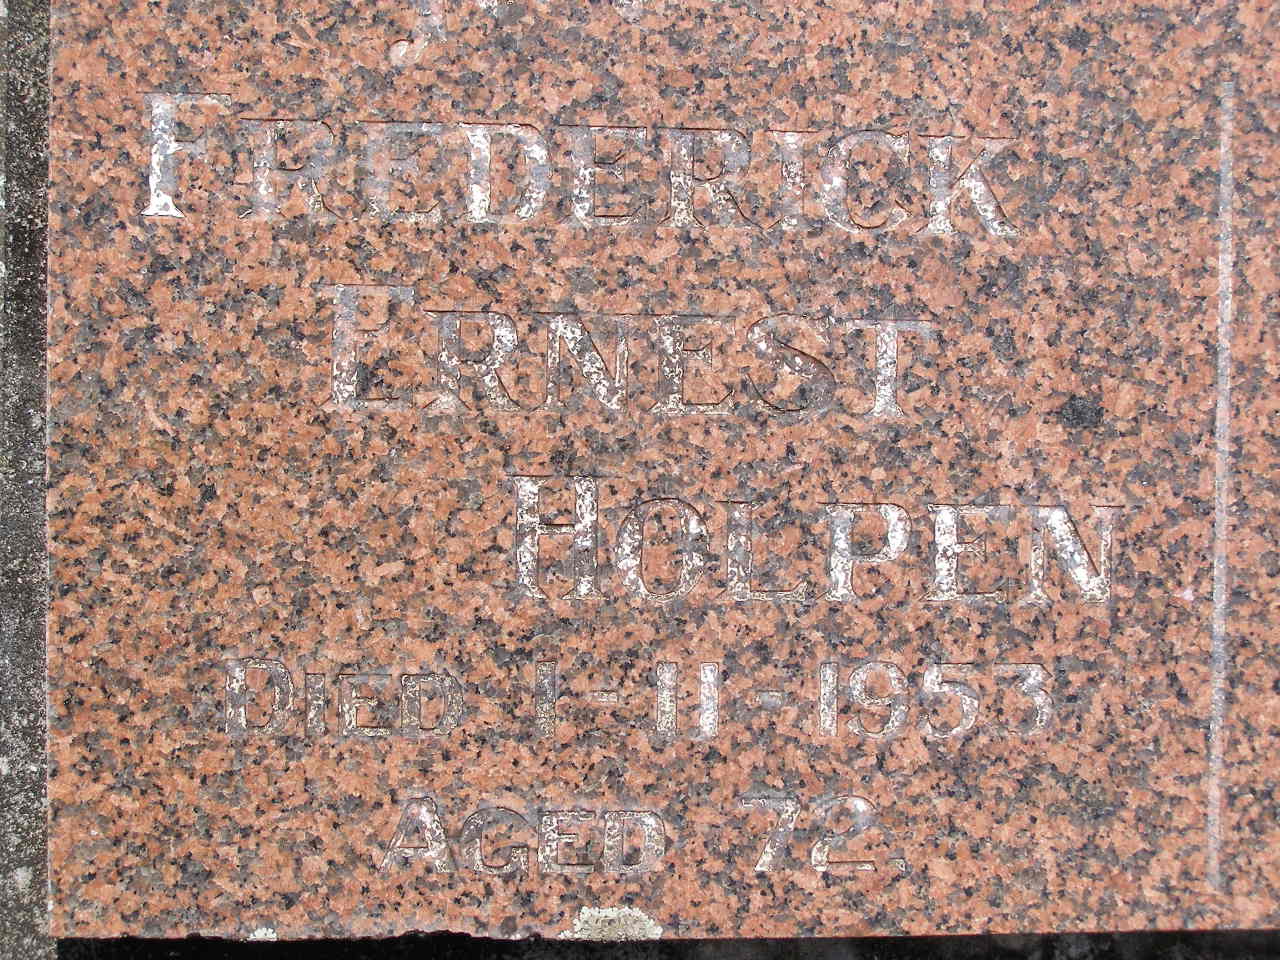 FREDERICK
ERNEST
HOLPEN
DIED 1-11-1953
AGED 72.